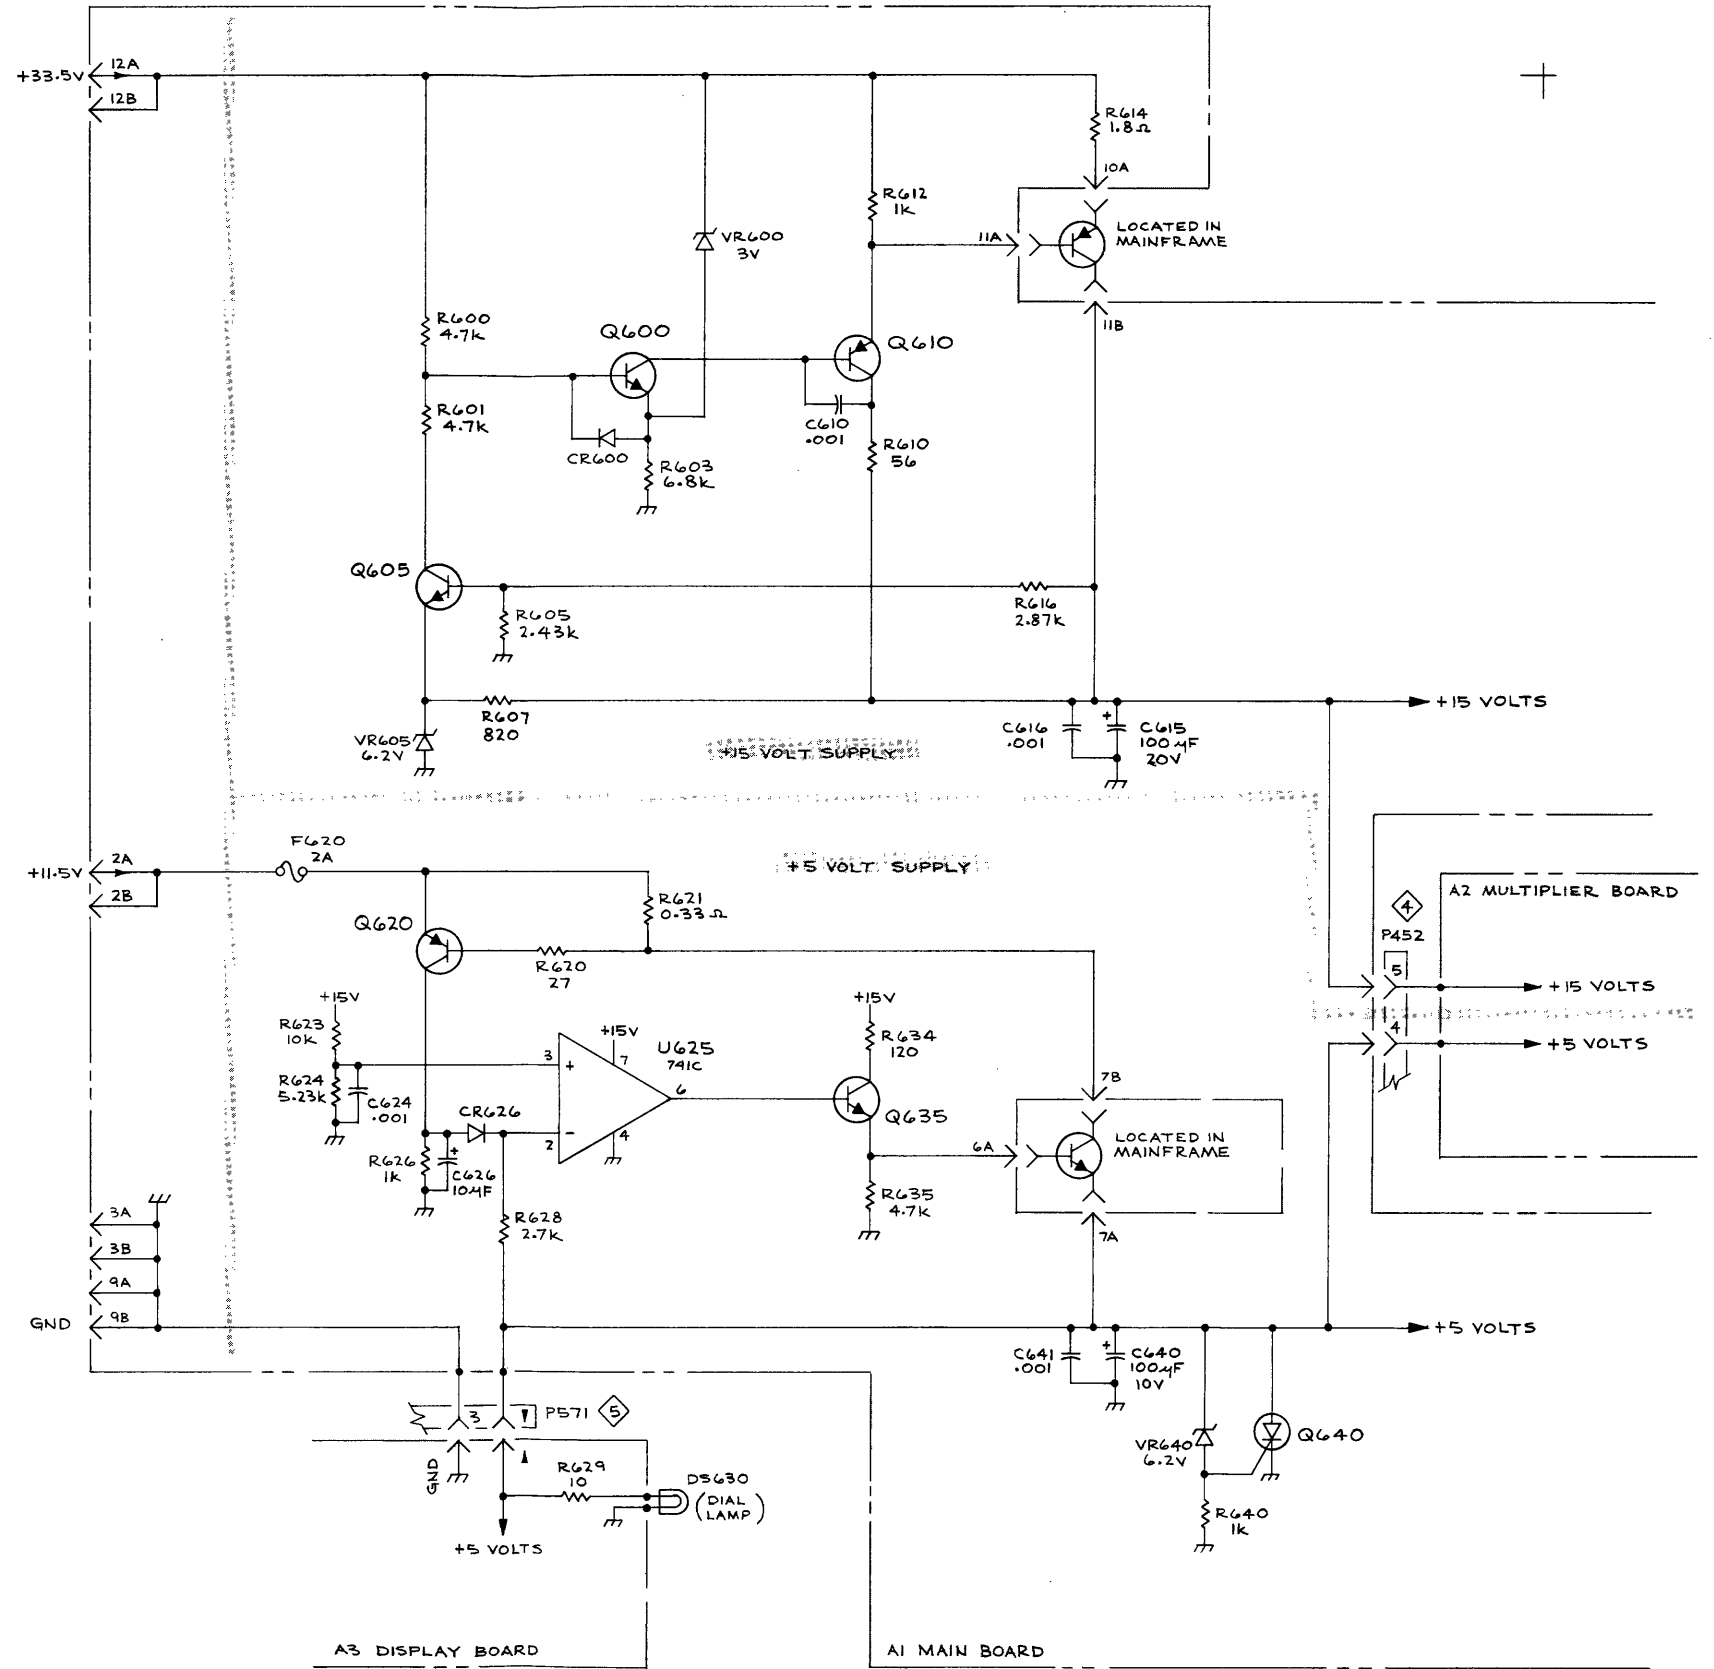 +33.5V
12A
12B
R614
1.8Ω
10A
R612
1K
VR600
3V
11A
LOCATED IN
MAINFRAME
11B
R600
4.7K
Q600
Q610
R601
4.7K
CR600
C610
.001
R603
6.8K
R610
56
Q605
R605
2.43K
R616
2.87K
R607
820
VR605
6.2V
C616
.001
+
C615
100µF
20V
+15 VOLTS
+15 VOLT SUPPLY
+5 VOLT SUPPLY
+11.5V
2A
2B
F620
2A
R621
0.33Ω
Q620
R620
27
A2 MULTIPLIER BOARD
4
P452
5
+15 VOLTS
4
+5 VOLTS
+15V
R623
10K
R624
5.23K
C624
.001
+15V
U625
741C
3
+
7
6
2
-
4
+15V
R634
120
Q635
7B
CR626
R626
1K
+
C626
10µF
R628
2.7K
6A
LOCATED IN
MAINFRAME
R635
4.7K
7A
3A
3B
9A
9B
GND
+5 VOLTS
C641
.001
+
C640
100µF
10V
VR640
6.2V
Q640
R640
1K
3
P571
5
GND
R629
10
DS630
(DIAL
LAMP)
+5 VOLTS
A3 DISPLAY BOARD
A1 MAIN BOARD